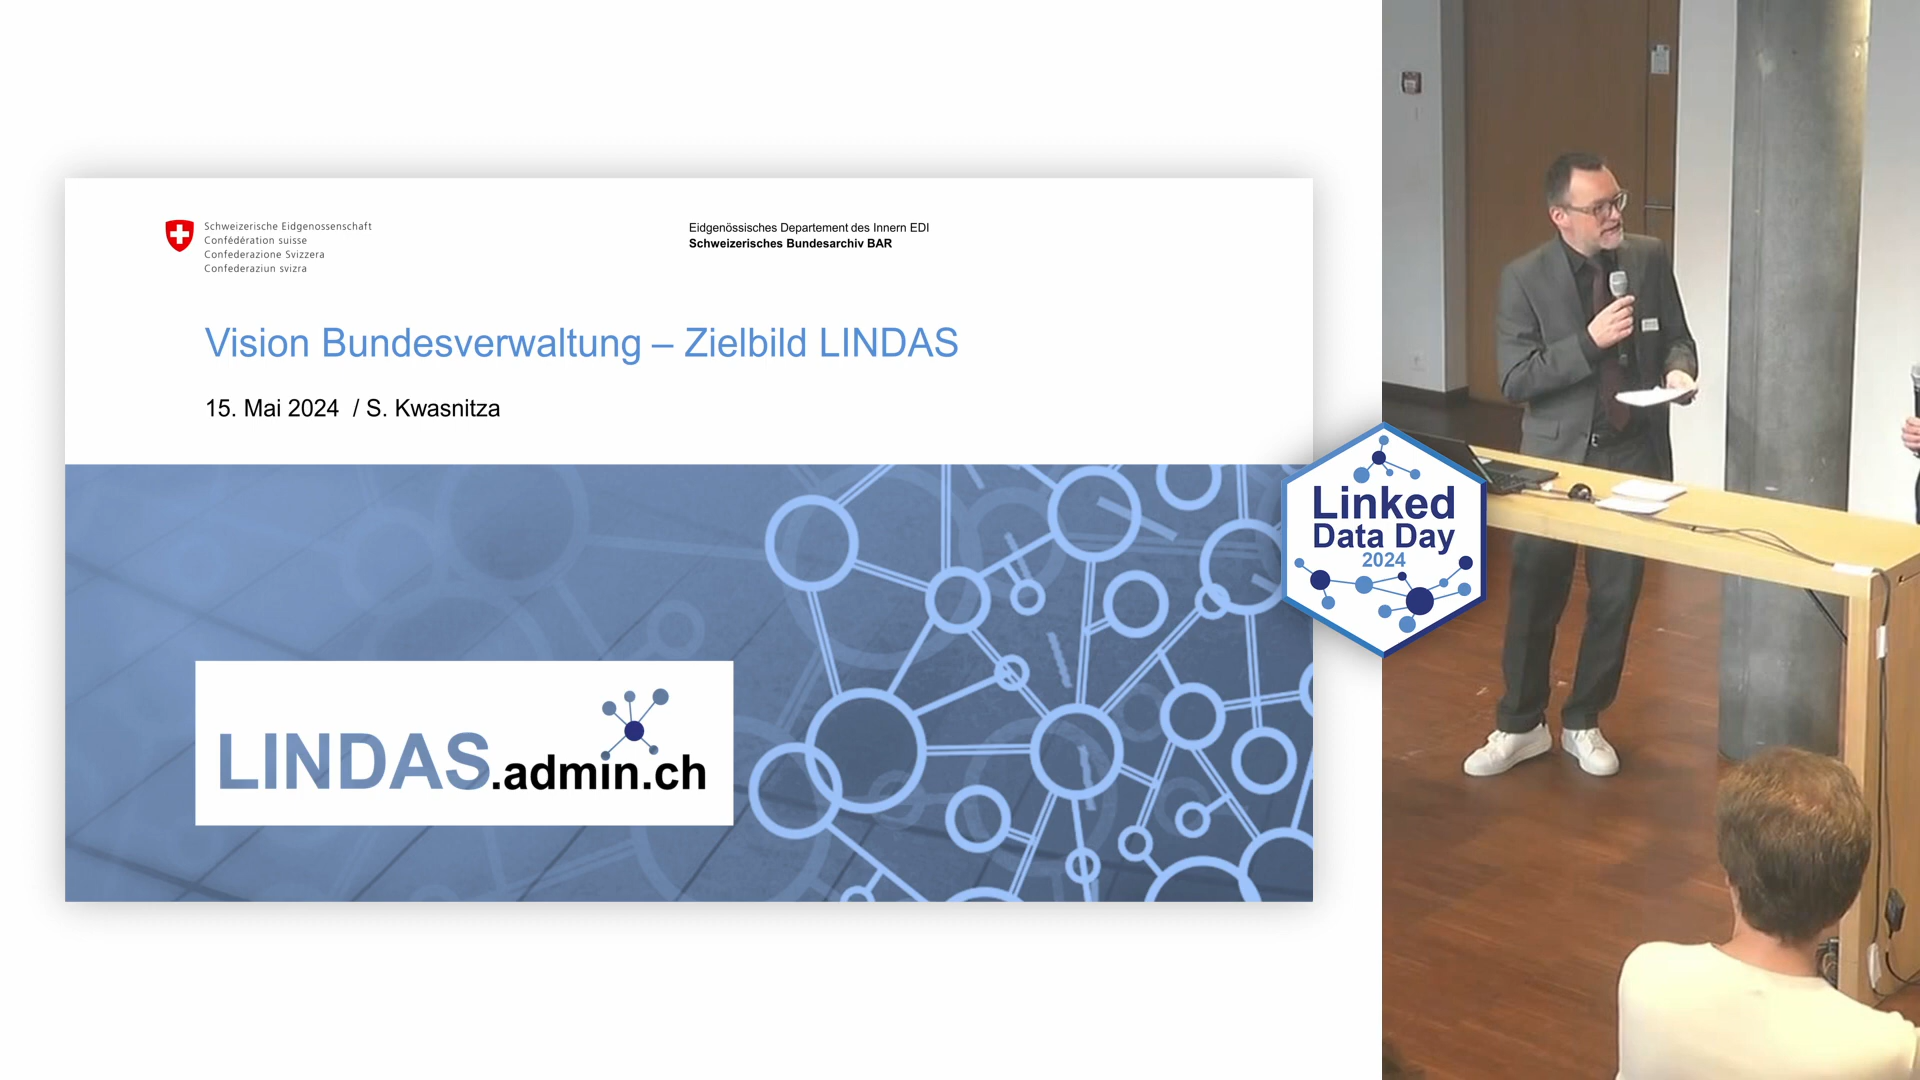 Schweizerische Eidgenossenschaft
Confédération suisse
Confederazione Svizzera
Confederaziun svizra
Eidgenössisches Departement des Innern EDI
Schweizerisches Bundesarchiv BAR
Vision Bundesverwaltung – Zielbild LINDAS
15. Mai 2024 / S. Kwasnitza
LINDAS.admin.ch
Linked
Data Day
2024